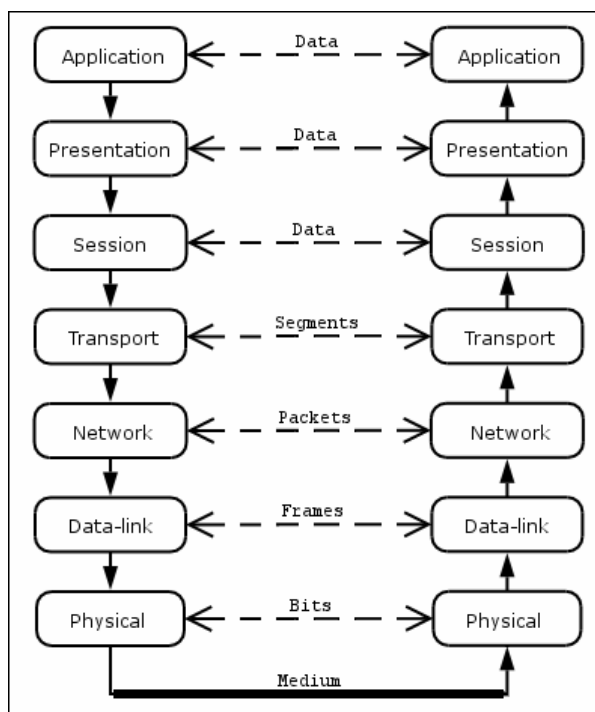 Application Data Application
Presentation Data Presentation
Session Data Session
Transport Segments Transport
Network Packets Network
Data-link Frames Data-link
Physical Bits Physical
Medium